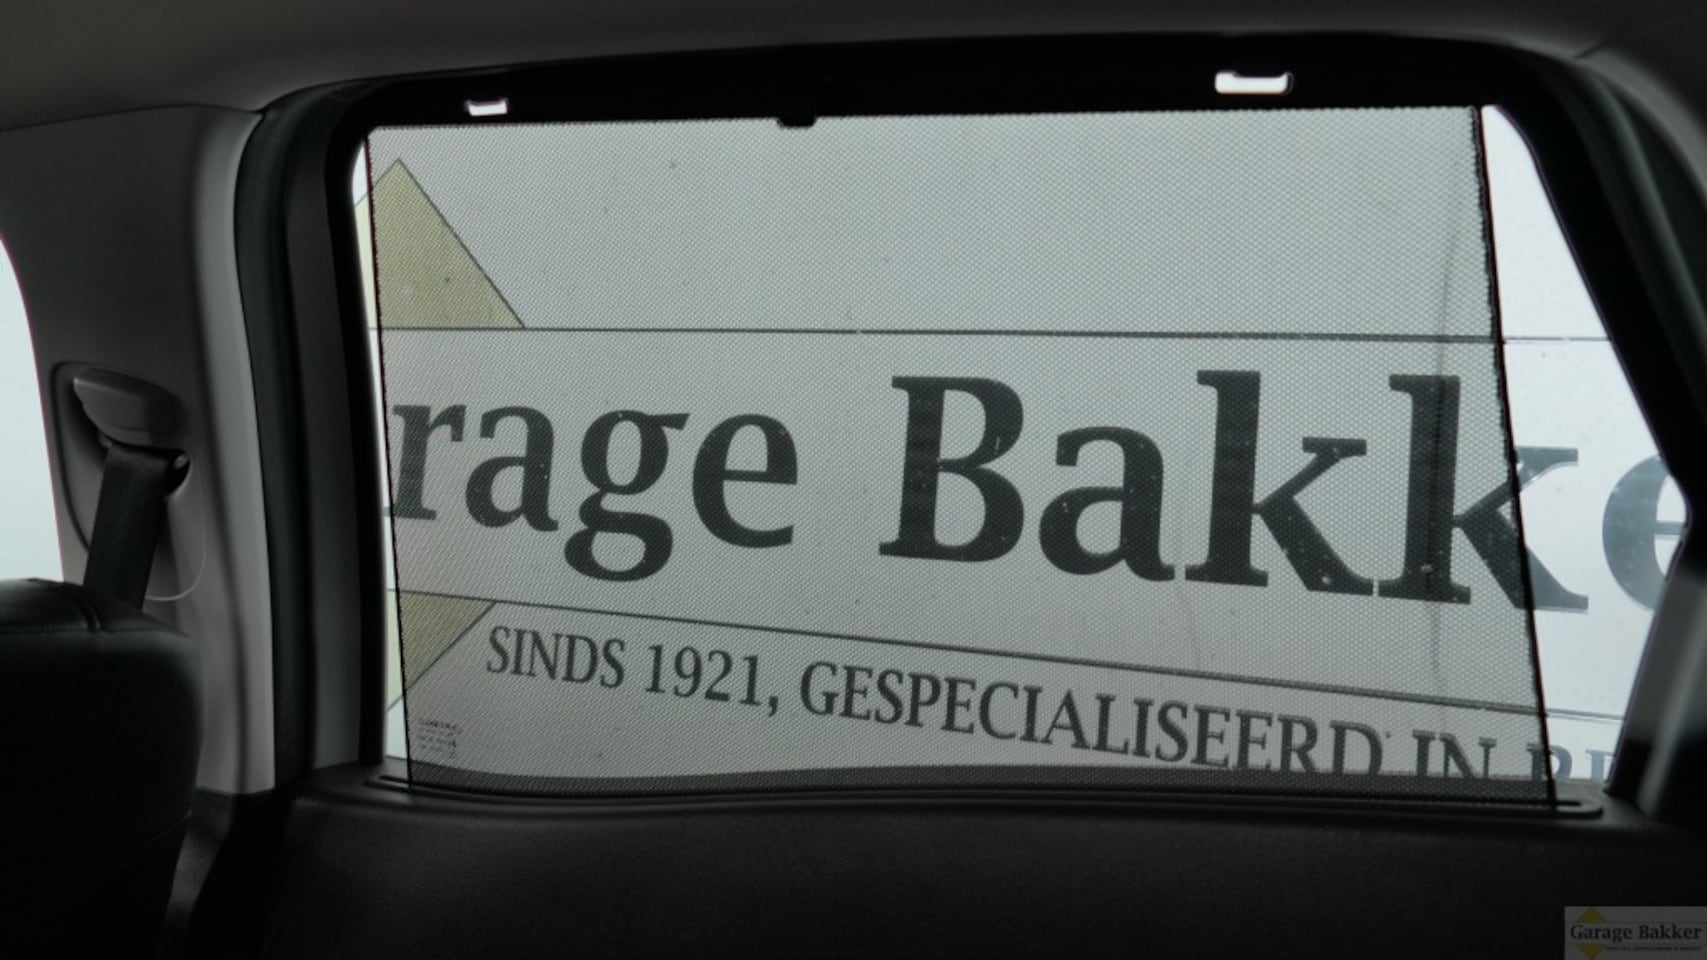 rage Bakke
SINDS 1921, GESPECIALISEERD IN
Garage Bakker